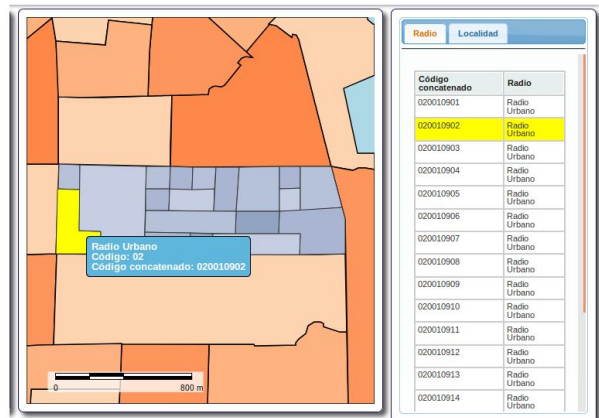 Radio Urbano
Código: 02
Código concatenado: 020010902
0
800 m
Radio
Localidad
Código concatenado
Radio
020010901
Radio Urbano
020010902
Radio Urbano
020010903
Radio Urbano
020010904
Radio Urbano
020010905
Radio Urbano
020010906
Radio Urbano
020010907
Radio Urbano
020010908
Radio Urbano
020010909
Radio Urbano
020010910
Radio Urbano
020010911
Radio Urbano
020010912
Radio Urbano
020010913
Radio Urbano
020010914
Radio Urbano